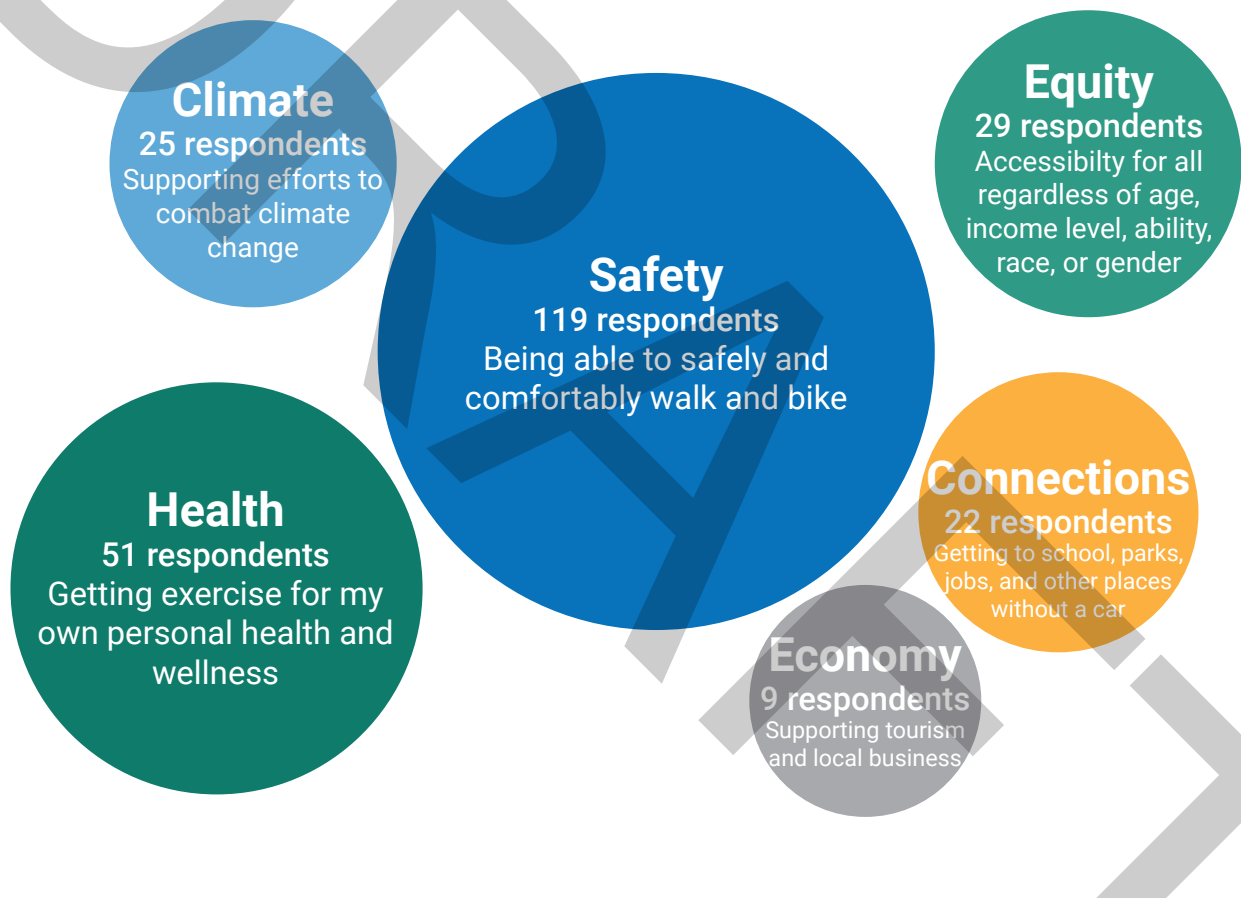 Climate
25 respondents
Supporting efforts to
combat climate
change
Safety
119 respondents
Being able to safely and
comfortably walk and bike
Equity
29 respondents
Accessibilty for all
regardless of age,
income level, ability,
race, or gender
Health
51 respondents
Getting exercise for my
own personal health and
wellness
Connections
22 respondents
Getting to school, parks,
jobs, and other places
without a car
Economy
9 respondents
Supporting tourism
and local business